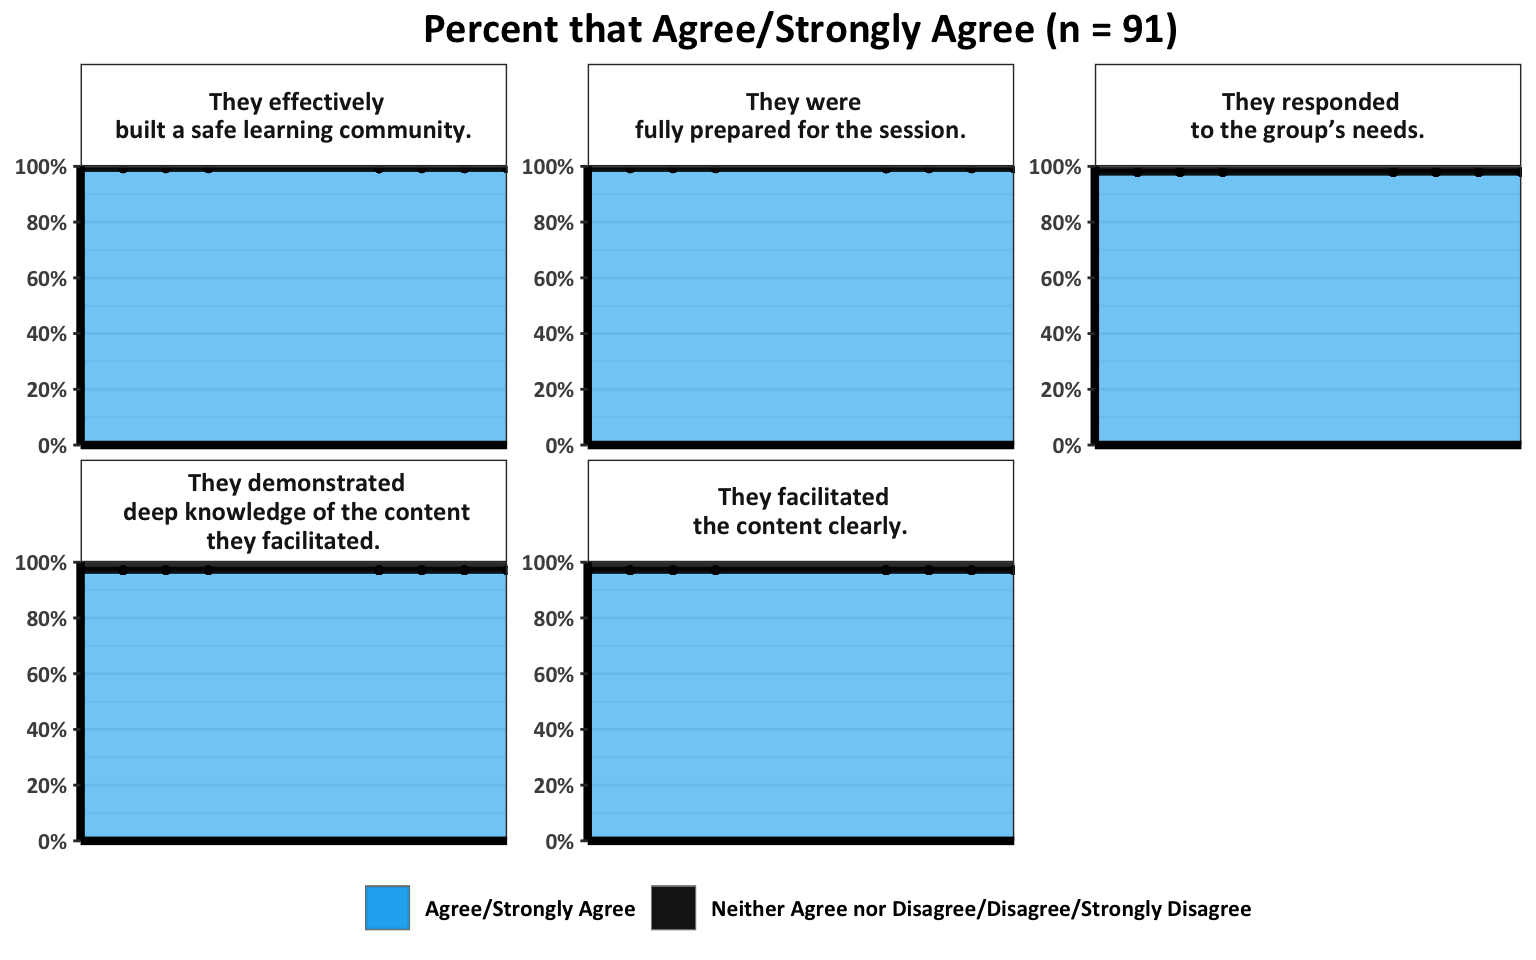 Percent that Agree/Strongly Agree (n = 91)
They effectively
built a safe learning community.
They were
fully prepared for the session.
They responded
to the group’s needs.
100%
80%
60%
40%
20%
0%
100%
80%
60%
40%
20%
0%
100%
80%
60%
40%
20%
0%
They demonstrated
deep knowledge of the content
they facilitated.
They facilitated
the content clearly.
100%
80%
60%
40%
20%
0%
100%
80%
60%
40%
20%
0%
Agree/Strongly Agree
Neither Agree nor Disagree/Disagree/Strongly Disagree